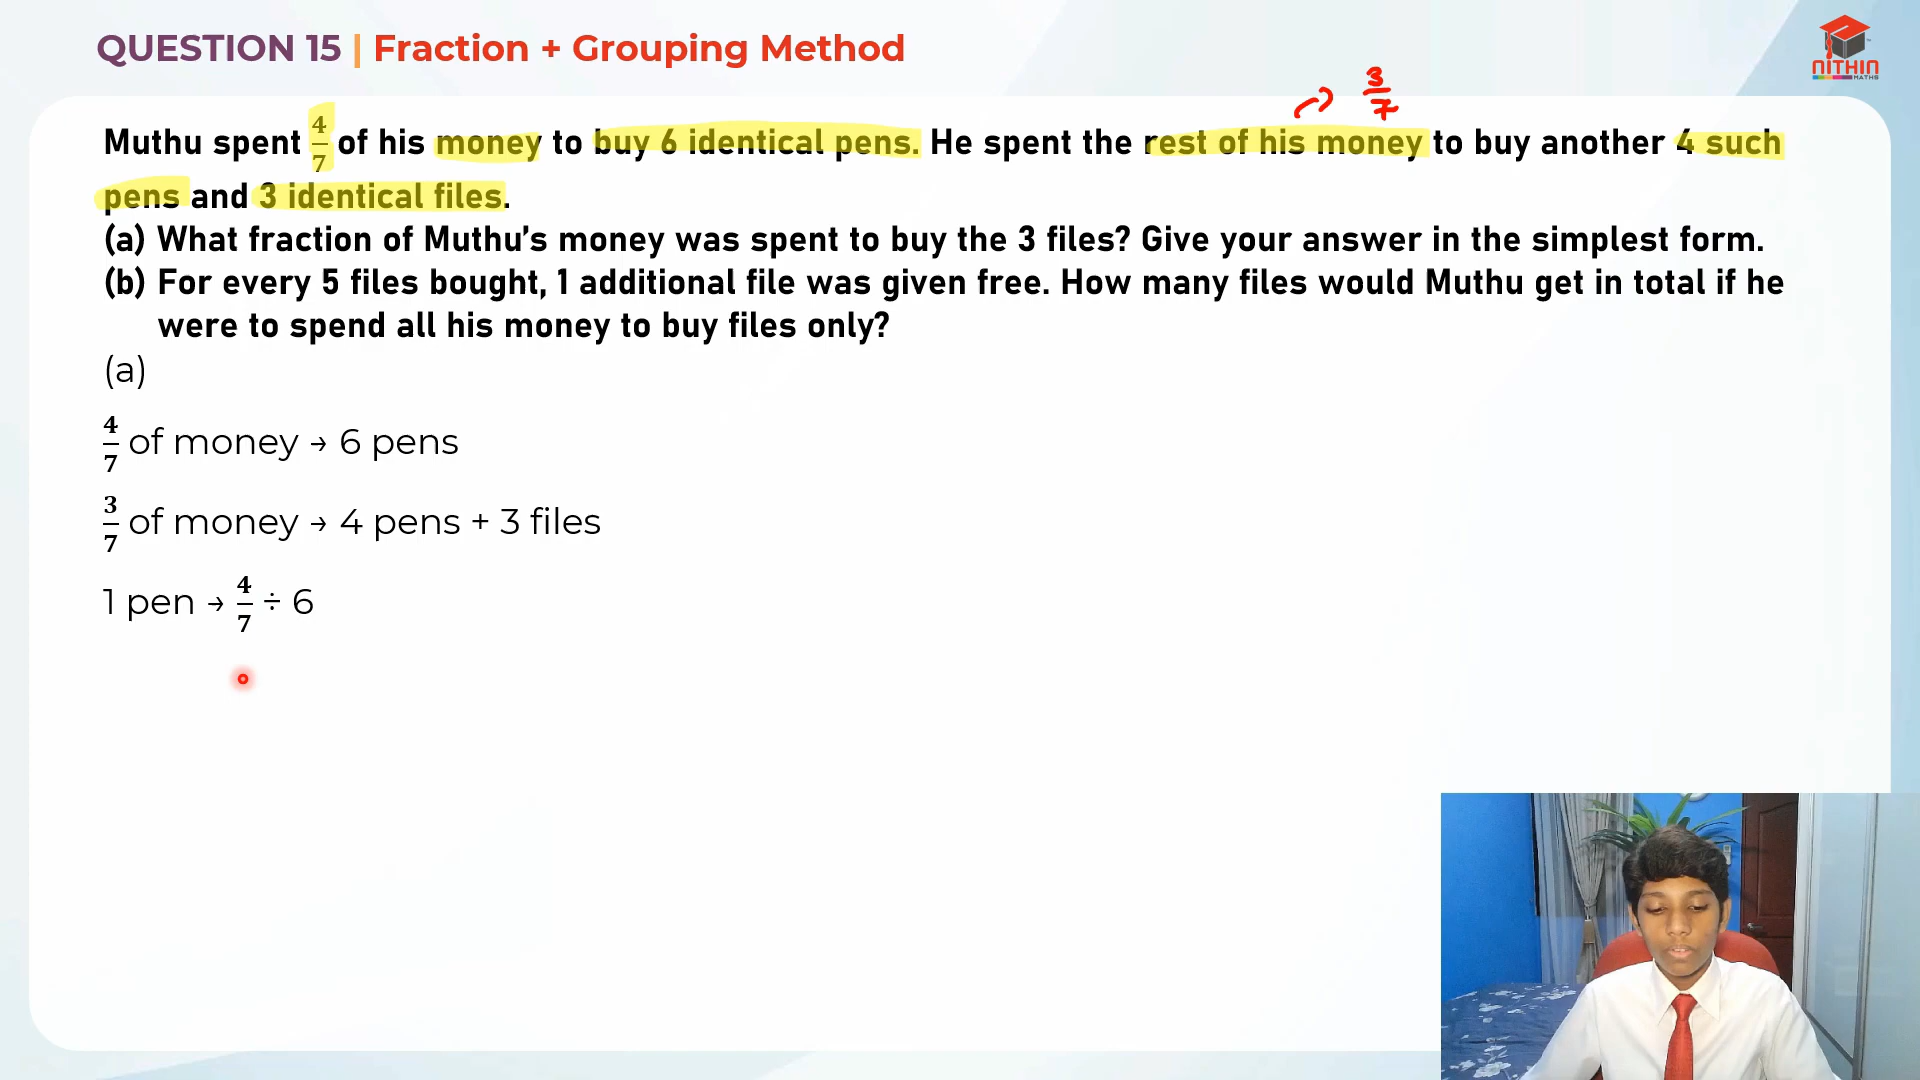 QUESTION 15 | Fraction + Grouping Method
NITHIN
MATHS
3/7
Muthu spent 4/7 of his money to buy 6 identical pens. He spent the rest of his money to buy another 4 such
pens and 3 identical files.
(a) What fraction of Muthu's money was spent to buy the 3 files? Give your answer in the simplest form.
(b) For every 5 files bought, 1 additional file was given free. How many files would Muthu get in total if he
were to spend all his money to buy files only?
(a)
4/7 of money → 6 pens
3/7 of money → 4 pens + 3 files
1 pen → 4/7 ÷ 6